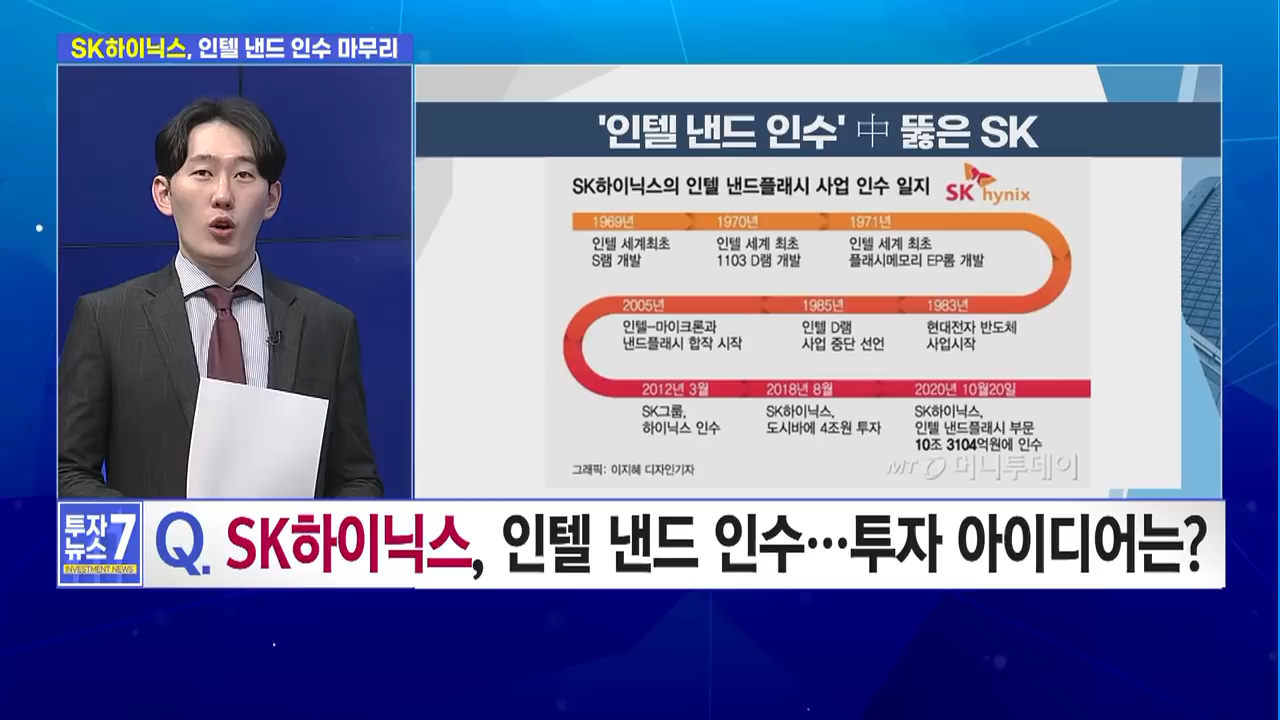 SK하이닉스, 인텔 낸드 인수 마무리
'인텔 낸드 인수' 中 뚫은 SK
SK하이닉스의 인텔 낸드플래시 사업 인수 일지
SK hynix
1969년
인텔 세계최초
S램 개발
1970년
인텔 세계 최초
1103 D램 개발
1971년
인텔 세계 최초
플래시메모리 EP롬 개발
2005년
인텔-마이크론과
낸드플래시 합작 시작
1985년
인텔 D램
사업 중단 선언
1983년
현대전자 반도체
사업시작
2012년 3월
SK그룹,
하이닉스 인수
2018년 8월
SK하이닉스,
도시바에 4조원 투자
2020년 10월20일
SK하이닉스,
인텔 낸드플래시 부문
10조 3104억원에 인수
그래픽: 이지혜 디자인기자
MT 머니투데이
투자
뉴스 7
INVESTMENT NEWS
Q. SK하이닉스, 인텔 낸드 인수…투자 아이디어는?